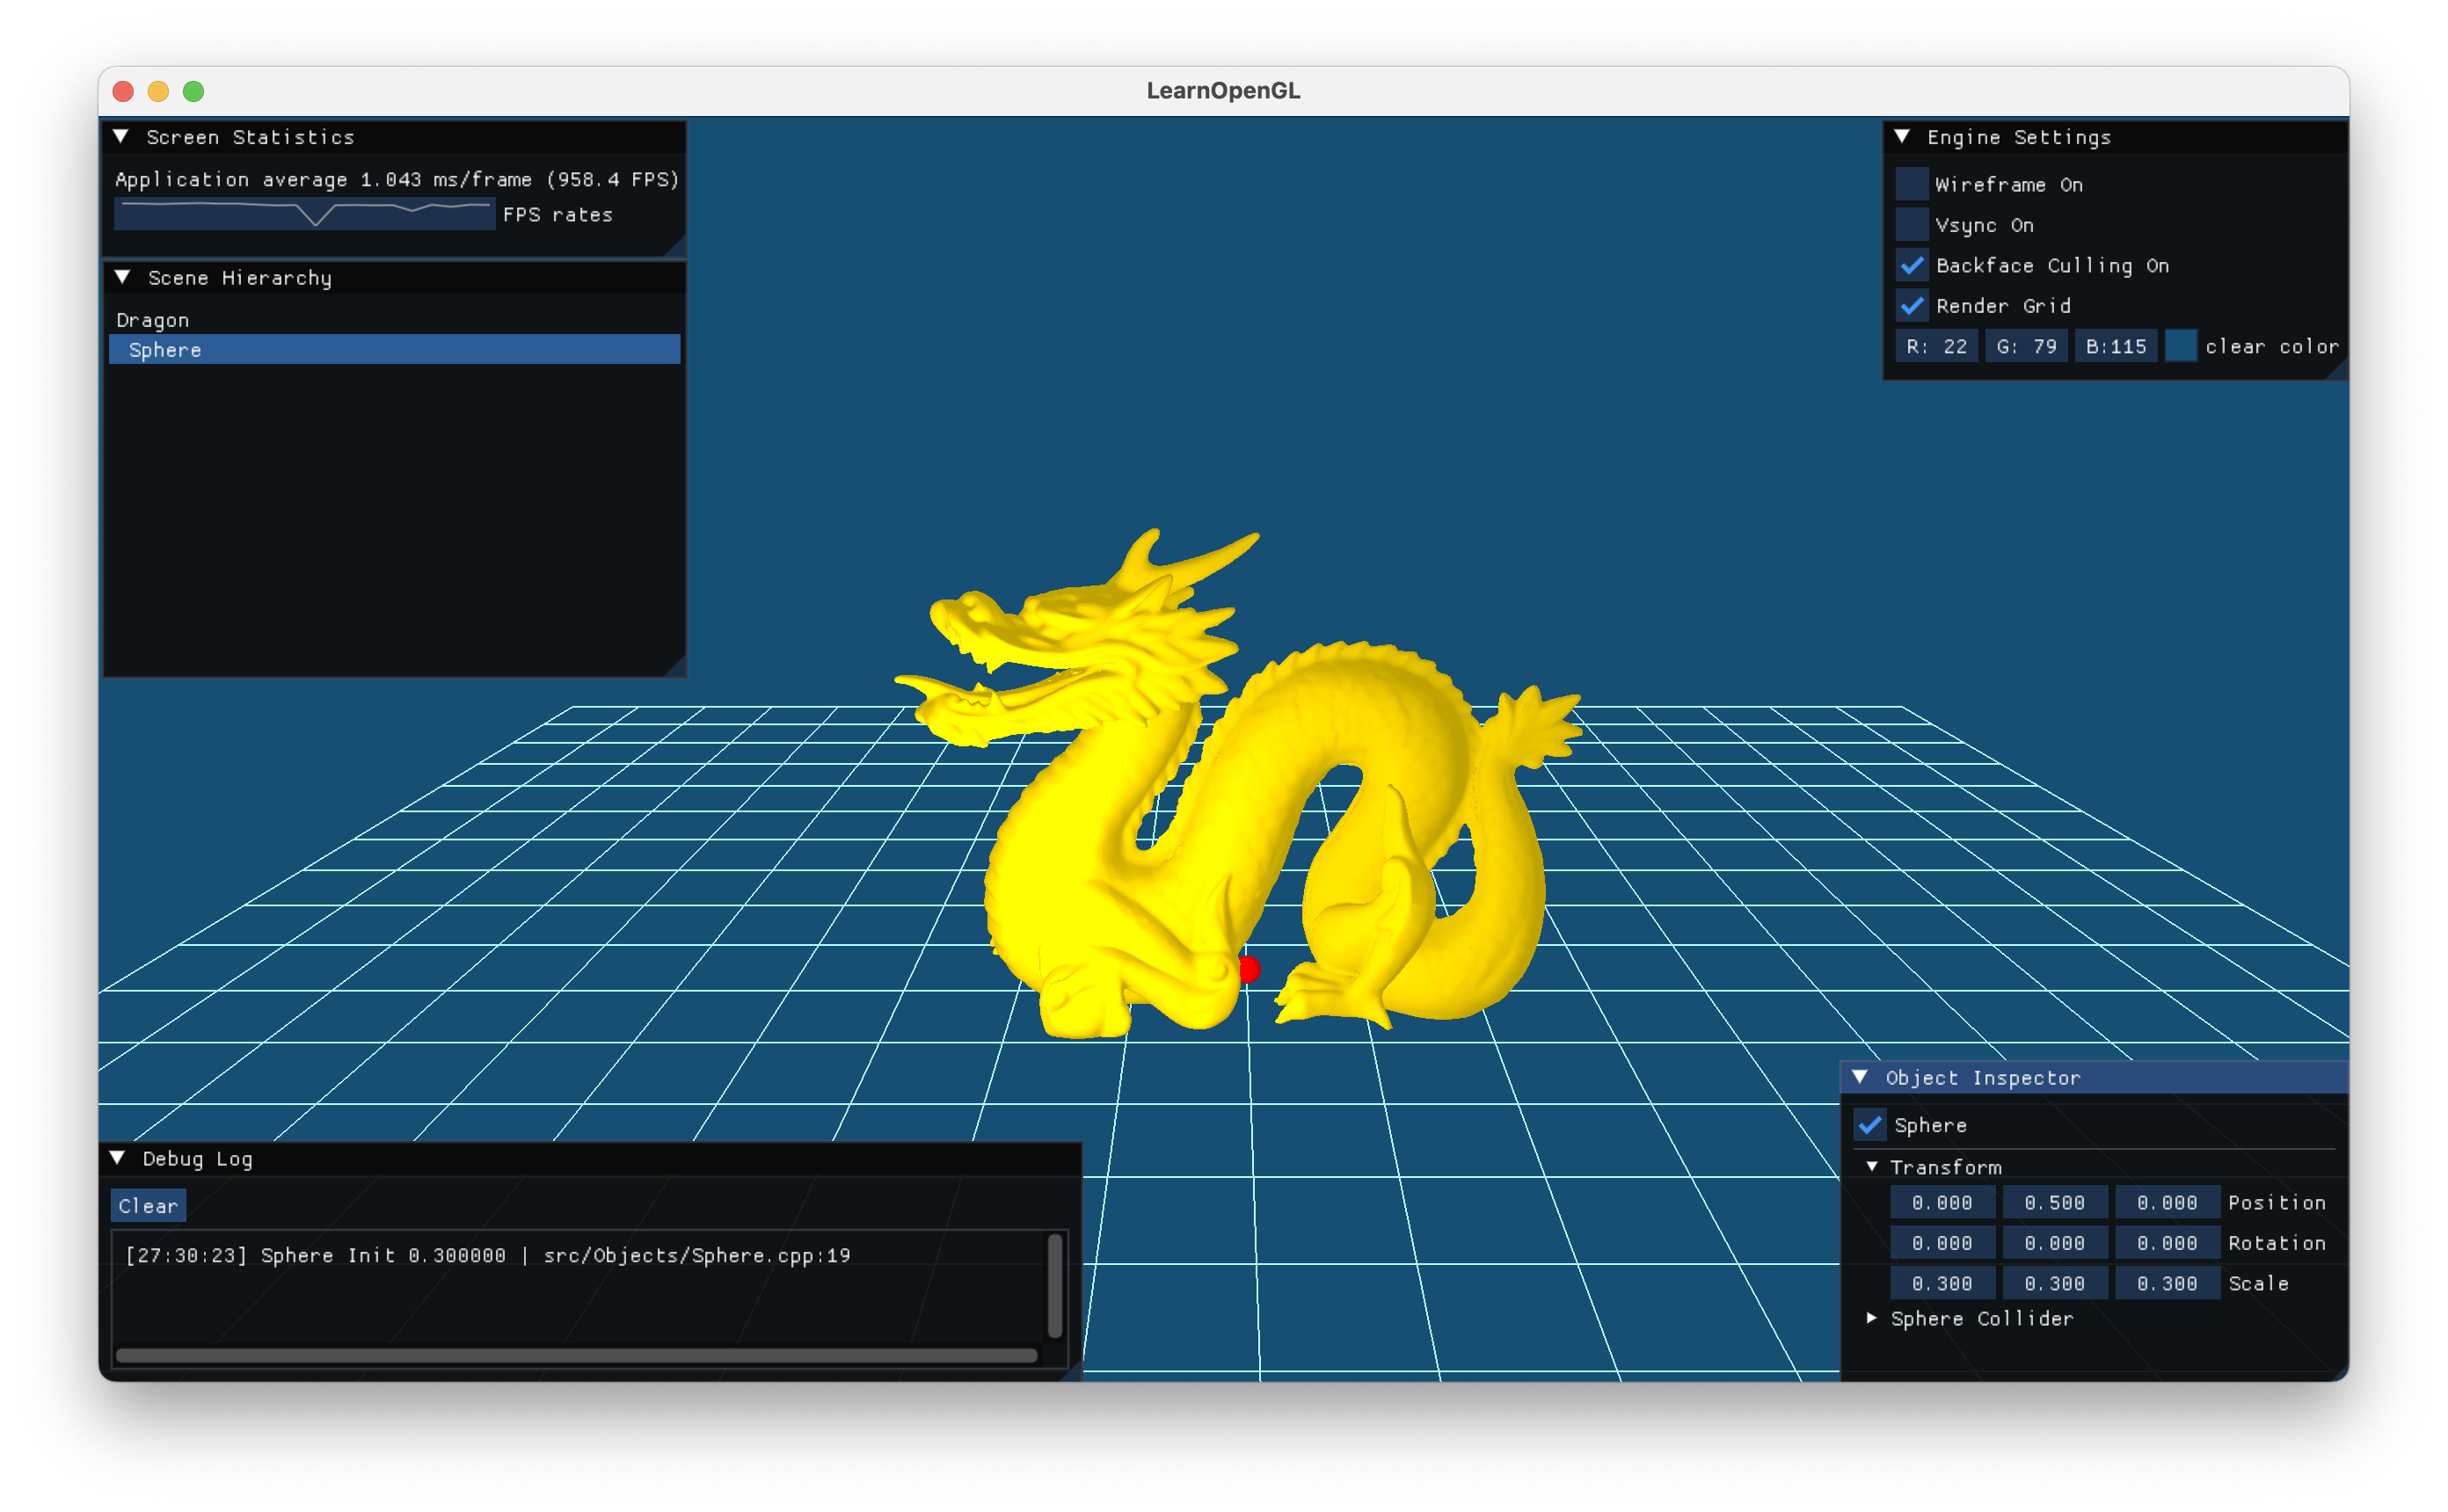 LearnOpenGL
Screen Statistics
Application average 1.043 ms/frame (958.4 FPS)
FPS rates
Scene Hierarchy
Dragon
Sphere
Engine Settings
Wireframe On
Vsync On
Backface Culling On
Render Grid
R: 22 G: 79 B:115 clear color
Debug Log
Clear
[27:30:23] Sphere Init 0.300000 | src/Objects/Sphere.cpp:19
Object Inspector
Sphere
Transform
0.000 0.500 0.000 Position
0.000 0.000 0.000 Rotation
0.300 0.300 0.300 Scale
Sphere Collider